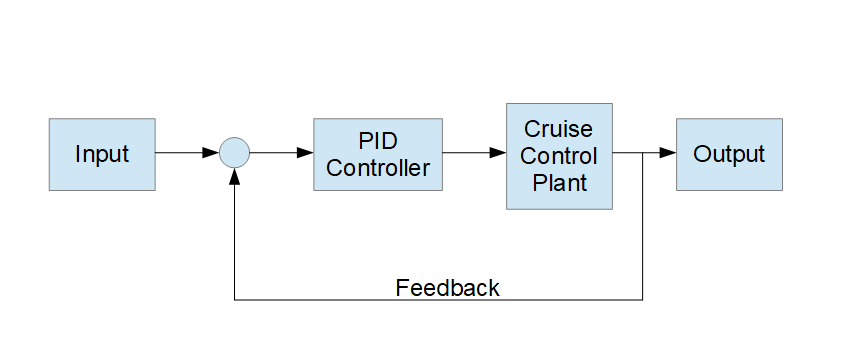 Input
PID
Controller
Cruise
Control
Plant
Output
Feedback